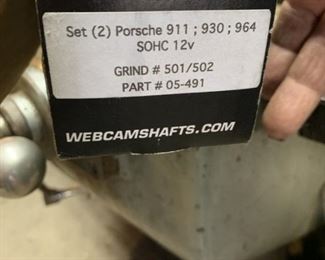 Set (2) Porsche 911 ; 930 ; 964
SOHC 12v
GRIND # 501/502
PART # 05-491
WEBCAMSHAFTS.COM